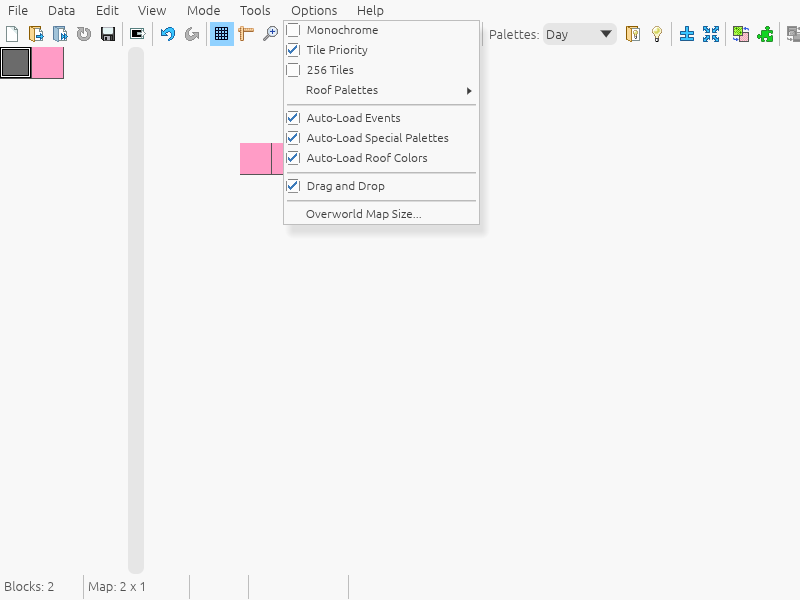 File Data Edit View Mode Tools Options Help
Palettes: Day
Monochrome
Tile Priority
256 Tiles
Roof Palettes
Auto-Load Events
Auto-Load Special Palettes
Auto-Load Roof Colors
Drag and Drop
Overworld Map Size...
Blocks: 2 Map: 2 x 1